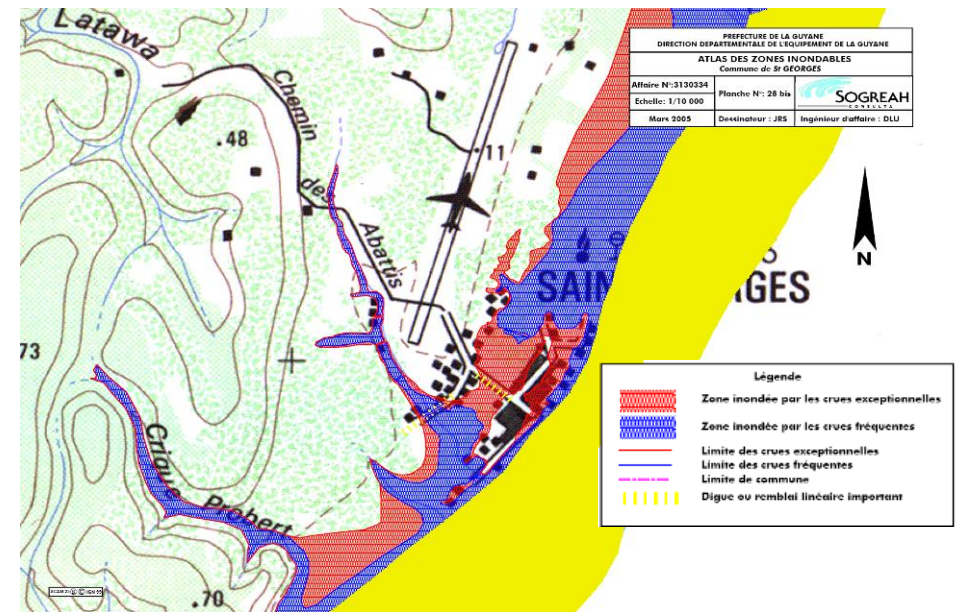 PREFECTURE DE LA GUYANE
DIRECTION DEPARTEMENTALE DE L'EQUIPEMENT DE LA GUYANE
ATLAS DES ZONES INONDABLES
Commune de St GEORGES
Affaire N°:3130334
Echelle: 1/10 000
Planche N°: 28 bis
SOGREAH
CONSULTA
Mars 2005
Dessinateur : JRS
Ingénieur d'affaire : DLU
Latawa
Chemin
des
Abattis
.48
11
N
SAIN
GES
73
Crique
Probert
.70
Légende
Zone inondée par les crues exceptionnelles
Zone inondée par les crues fréquentes
Limite des crues exceptionnelles
Limite des crues fréquentes
Limite de commune
Digue ou remblai linéaire important